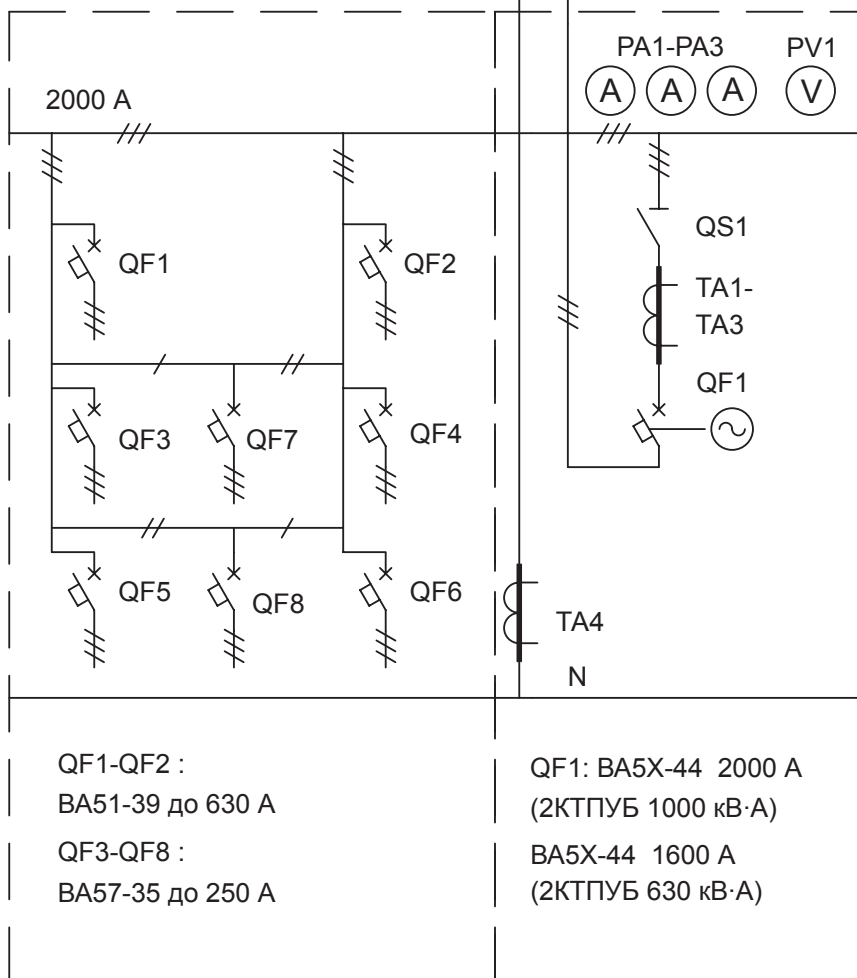 PA1-PA3 PV1
A A A V
2000 А
QS1
QF1 QF2
TA1-
TA3
QF1
QF3 QF7 QF4
QF5 QF8 QF6
TA4
N
QF1-QF2 :
ВА51-39 до 630 А
QF3-QF8 :
ВА57-35 до 250 А
QF1: ВА5Х-44 2000 А
(2КТПУБ 1000 кВ·А)
ВА5Х-44 1600 А
(2КТПУБ 630 кВ·А)